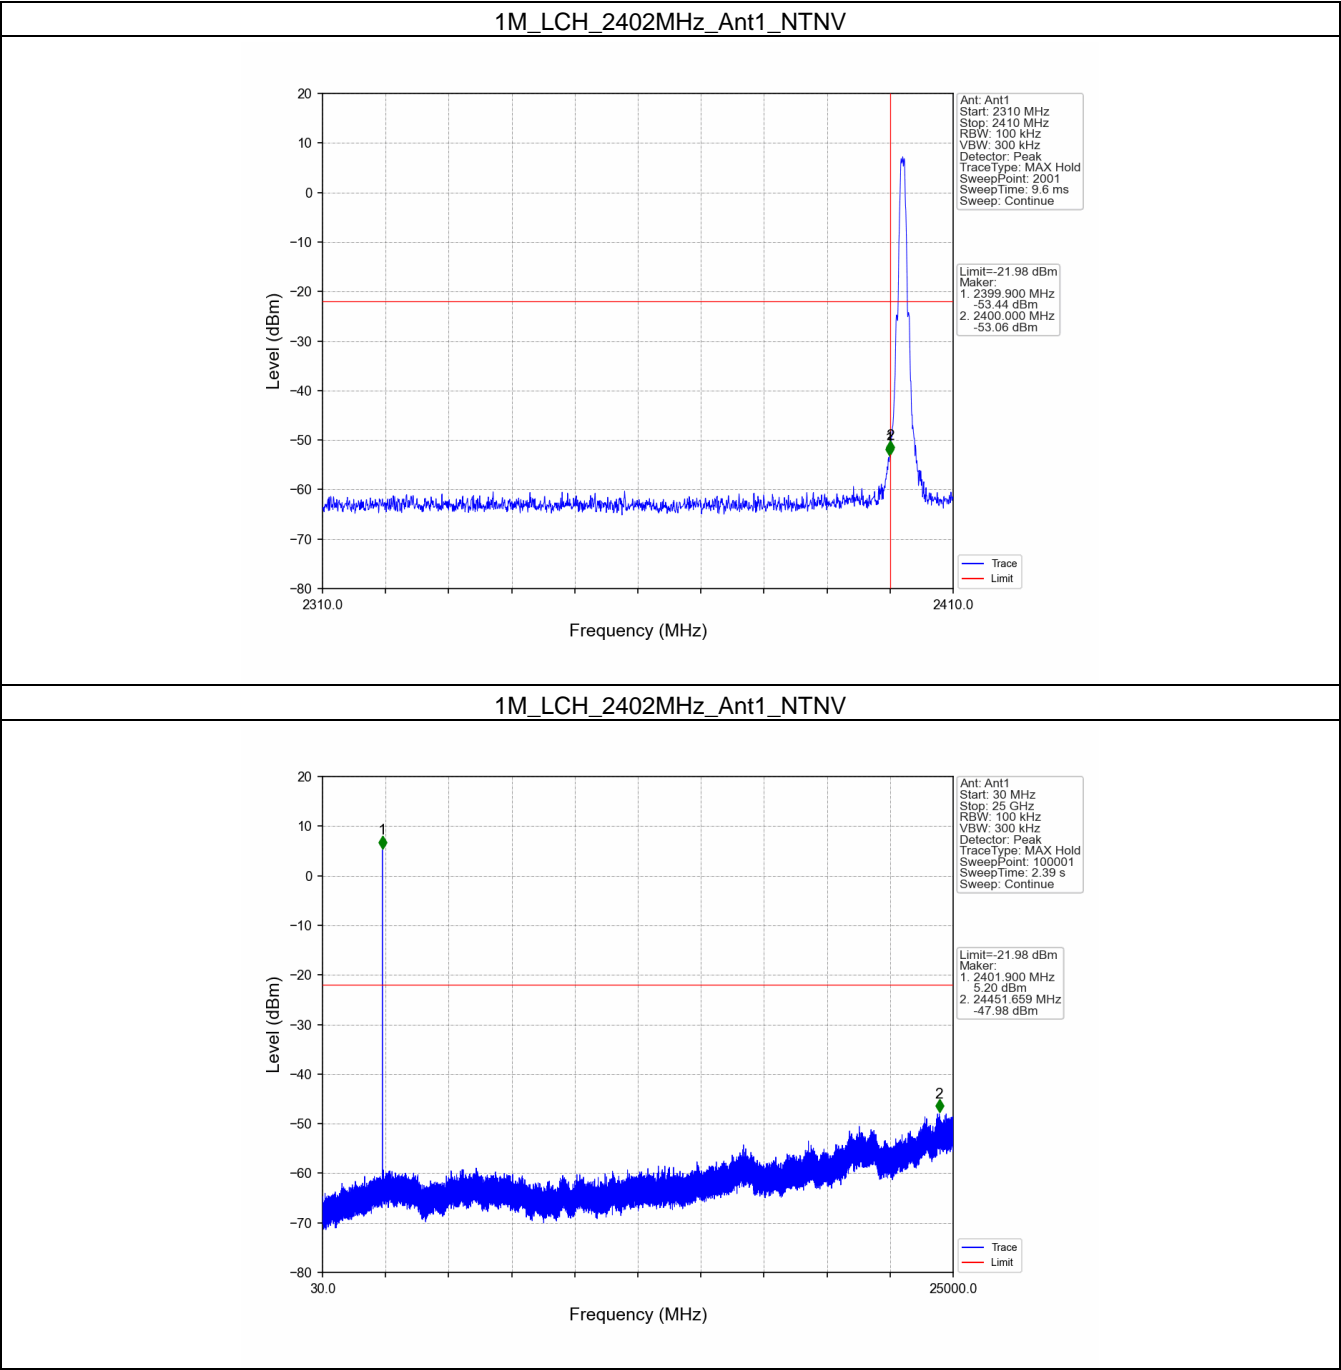 1M_LCH_2402MHz_Ant1_NTNV
20
10
0
−10
−20
−30
−40
−50
−60
−70
−80
Level (dBm)
2310.0
2410.0
Frequency (MHz)
2
Ant: Ant1
Start: 2310 MHz
Stop: 2410 MHz
RBW: 100 kHz
VBW: 300 kHz
Detector: Peak
TraceType: MAX Hold
SweepPoint: 2001
SweepTime: 9.6 ms
Sweep: Continue
Limit=-21.98 dBm
Maker:
1. 2399.900 MHz
-53.44 dBm
2. 2400.000 MHz
-53.06 dBm
Trace
Limit
1M_LCH_2402MHz_Ant1_NTNV
20
10
0
−10
−20
−30
−40
−50
−60
−70
−80
Level (dBm)
30.0
25000.0
Frequency (MHz)
1
2
Ant: Ant1
Start: 30 MHz
Stop: 25 GHz
RBW: 100 kHz
VBW: 300 kHz
Detector: Peak
TraceType: MAX Hold
SweepPoint: 100001
SweepTime: 2.39 s
Sweep: Continue
Limit=-21.98 dBm
Maker:
1. 2401.900 MHz
5.20 dBm
2. 24451.659 MHz
-47.98 dBm
Trace
Limit